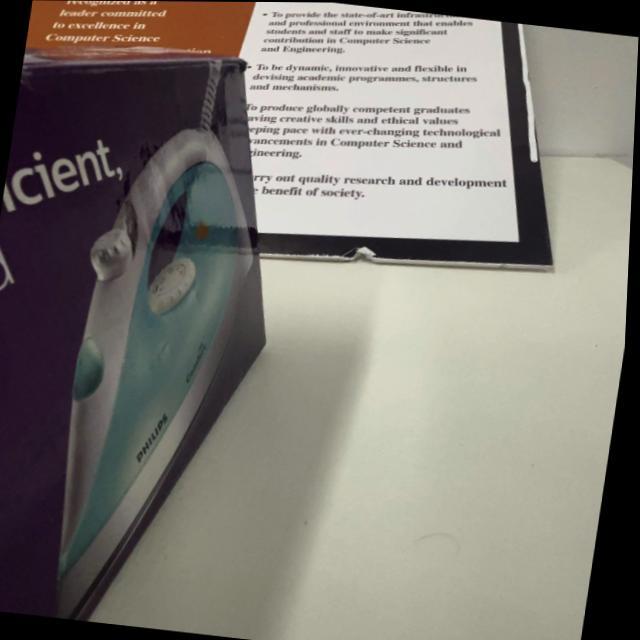 recognized as a
leader committed
to excellence in
Computer Science
- To provide the state-of-art
and professional environment that enables
students and staff to make significant
contribution in Computer Science
and Engineering.
- To be dynamic, innovative and flexible in
devising academic programmes, structures
and mechanisms.
To produce globally competent graduates
aving creative skills and ethical values
eping pace with ever-changing technological
vancements in Computer Science and
gineering.
rry out quality research and development
e benefit of society.
icient,
PHILIPS